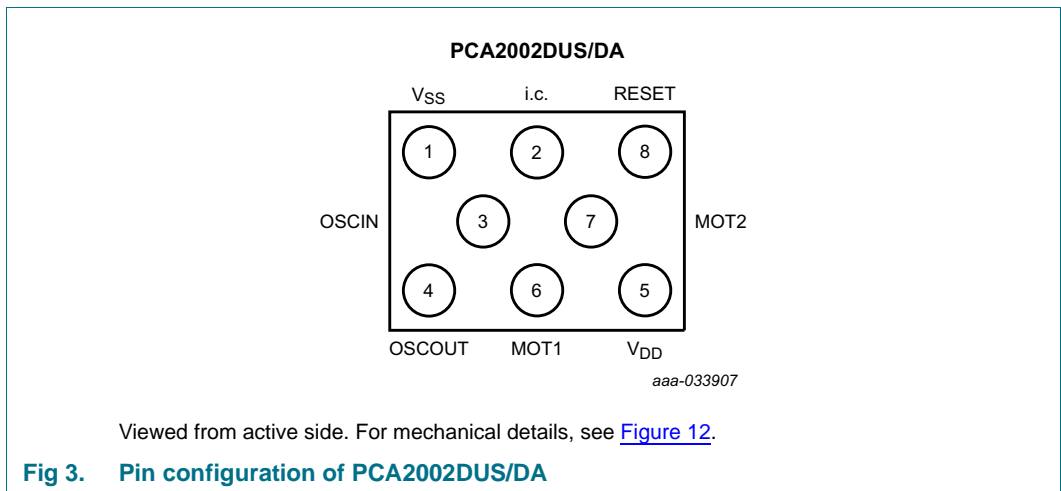 PCA2002DUS/DA
VSS i.c. RESET
1 2 8
OSCIN 3 7 MOT2
4 6 5
OSCOUT MOT1 VDD
aaa-033907
Viewed from active side. For mechanical details, see Figure 12.
Fig 3. Pin configuration of PCA2002DUS/DA